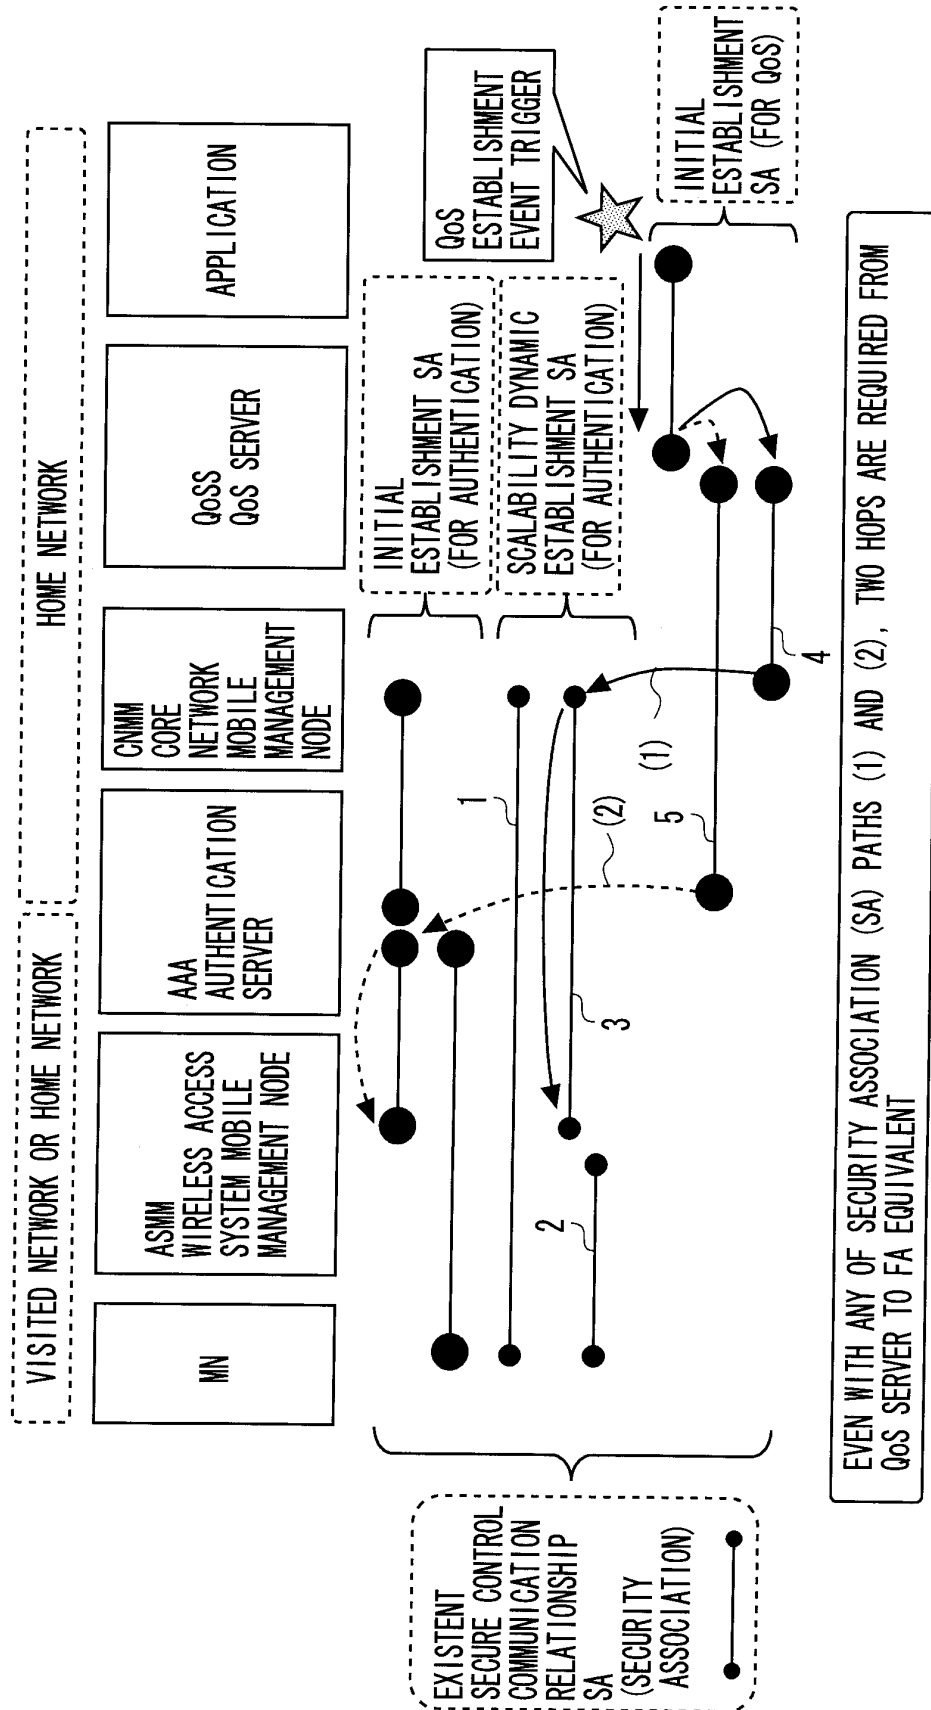 VISITED NETWORK OR HOME NETWORK
HOME NETWORK
MN
ASMM
WIRELESS ACCESS
SYSTEM MOBILE
MANAGEMENT NODE
AAA
AUTHENTICATION
SERVER
CNMM
CORE
NETWORK
MOBILE
MANAGEMENT
NODE
QoSS
QoS SERVER
APPLICATION
EXISTENT
SECURE CONTROL
COMMUNICATION
RELATIONSHIP
SA
(SECURITY
ASSOCIATION)
INITIAL
ESTABLISHMENT SA
(FOR AUTHENTICATION)
SCALABILITY DYNAMIC
ESTABLISHMENT SA
(FOR AUTHENTICATION)
QoS
ESTABLISHMENT
EVENT TRIGGER
INITIAL
ESTABLISHMENT
SA (FOR QoS)
1
2
3
(2)
(1)
5
4
EVEN WITH ANY OF SECURITY ASSOCIATION (SA) PATHS (1) AND (2), TWO HOPS ARE REQUIRED FROM
QoS SERVER TO FA EQUIVALENT